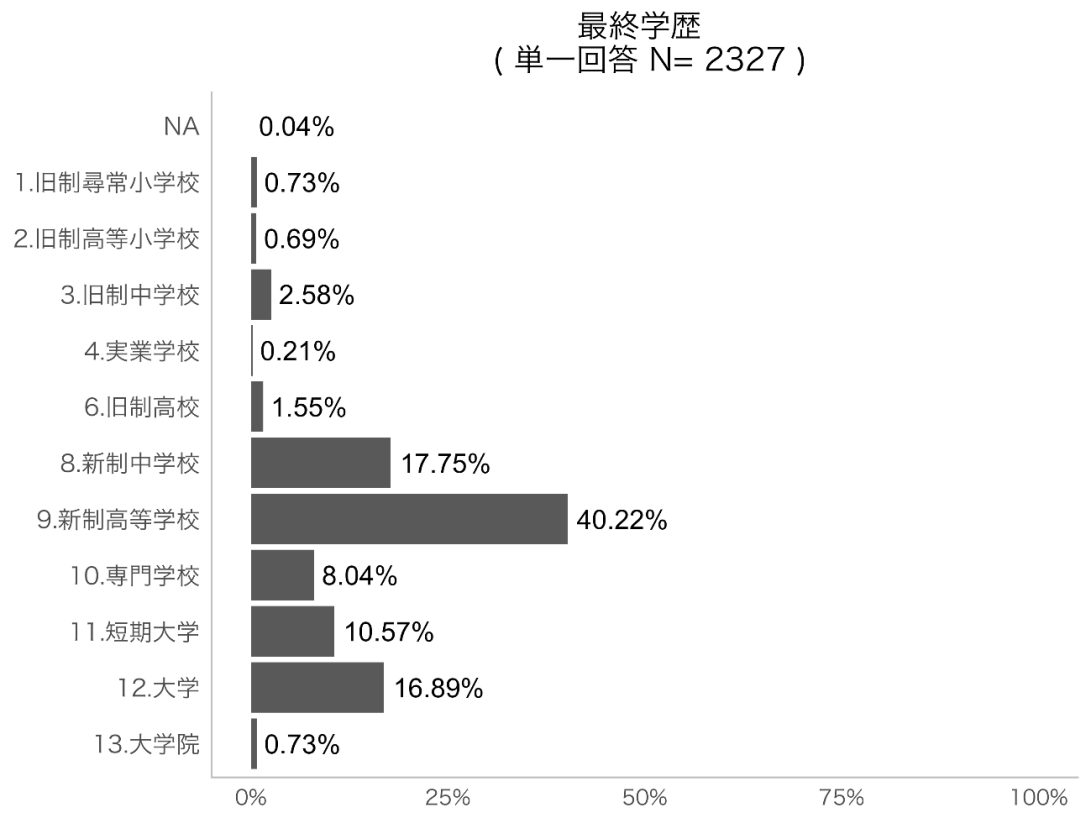 最終学歴
( 単一回答 N= 2327 )
NA 0.04%
1.旧制尋常小学校 0.73%
2.旧制高等小学校 0.69%
3.旧制中学校 2.58%
4.実業学校 0.21%
6.旧制高校 1.55%
8.新制中学校 17.75%
9.新制高等学校 40.22%
10.専門学校 8.04%
11.短期大学 10.57%
12.大学 16.89%
13.大学院 0.73%
0% 25% 50% 75% 100%